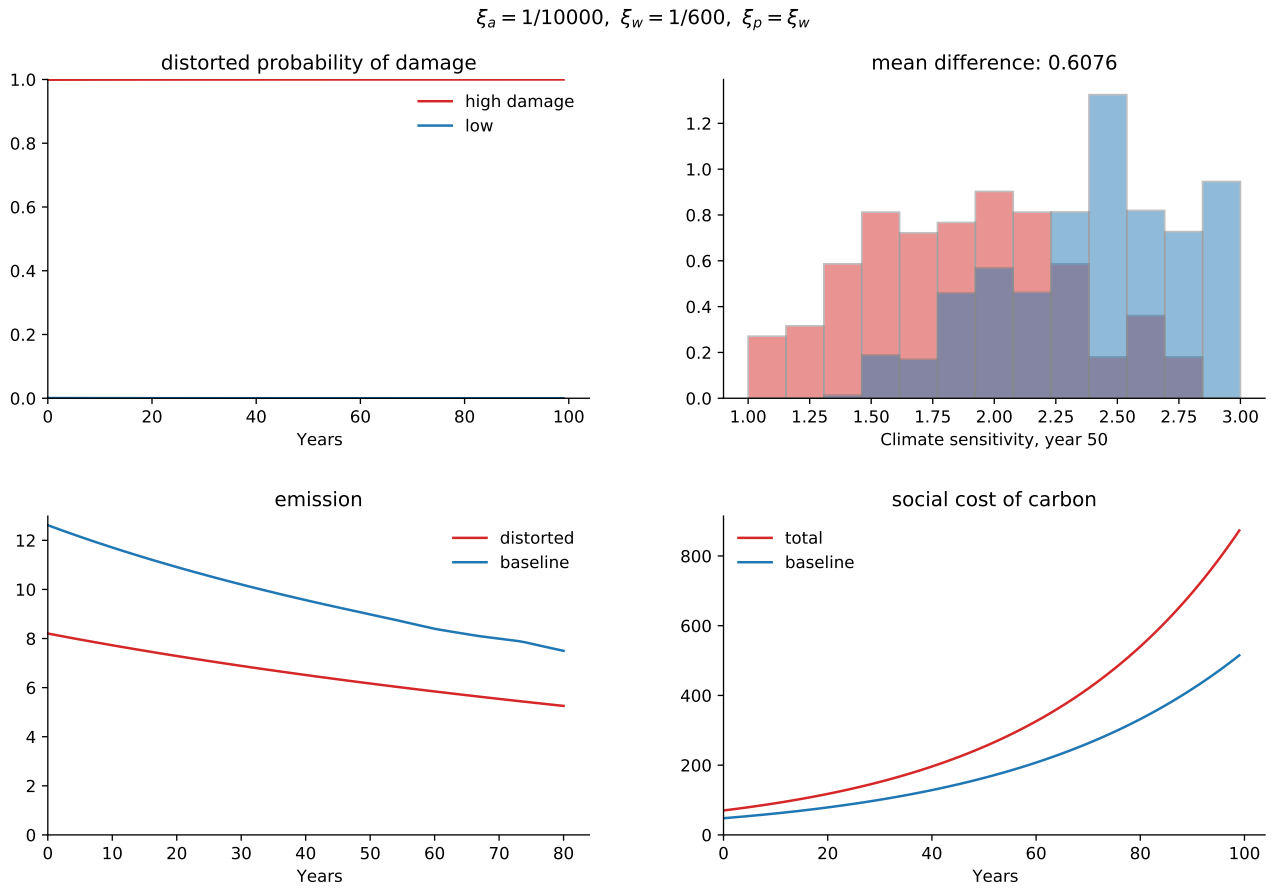 ξₐ = 1/10000, ξ_w = 1/600, ξₚ = ξ_w
distorted probability of damage
1.0
0.8
0.6
0.4
0.2
0.0
0 20 40 60 80 100
Years
high damage
low
mean difference: 0.6076
1.2
1.0
0.8
0.6
0.4
0.2
0.0
1.00 1.25 1.50 1.75 2.00 2.25 2.50 2.75 3.00
Climate sensitivity, year 50
emission
12
10
8
6
4
2
0
0 10 20 30 40 50 60 70 80
Years
distorted
baseline
social cost of carbon
800
600
400
200
0
0 20 40 60 80 100
Years
total
baseline